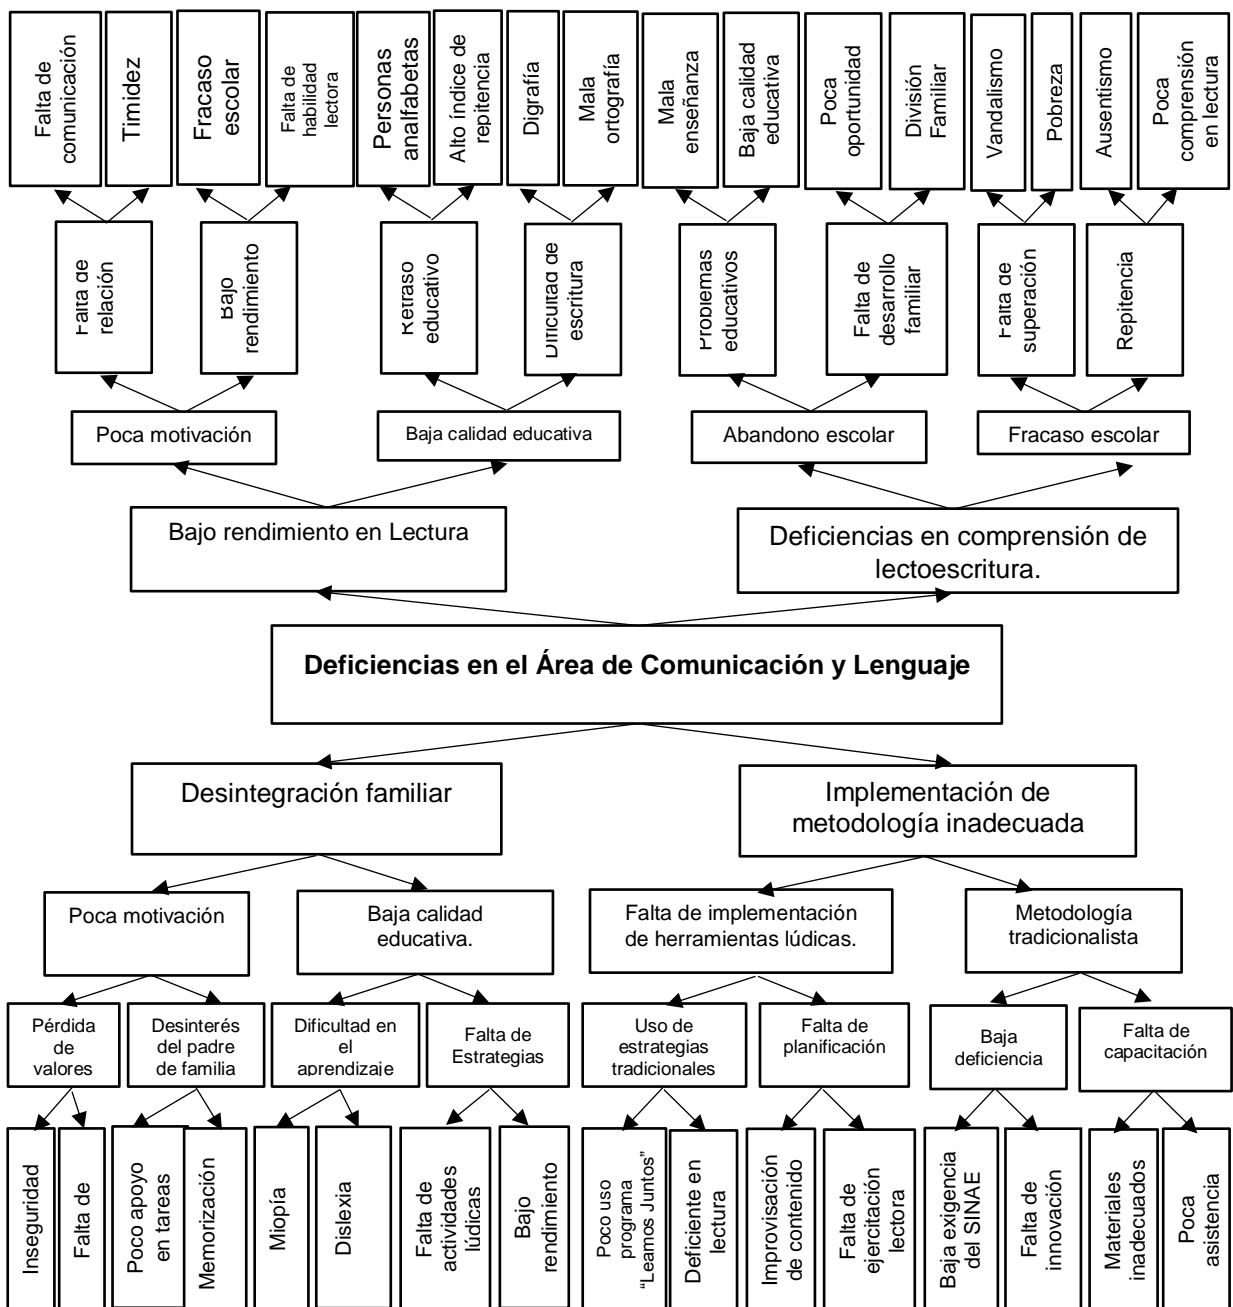 Falta de
comunicación
Timidez
Fracaso
escolar
Falta de
habilidad
lectora
Personas
analfabetas
Alto índice de
repitencia
Digrafía
Mala
ortografía
Mala
enseñanza
Baja calidad
educativa
Poca
oportunidad
División
Familiar
Vandalismo
Pobreza
Ausentismo
Poca
comprensión
en lectura
Falta de
relación
Bajo
rendimiento
Retraso
educativo
Dificultad de
escritura
Problemas
educativos
Falta de
desarrollo
familiar
Falta de
superación
Repitencia
Poca motivación
Baja calidad educativa
Abandono escolar
Fracaso escolar
Bajo rendimiento en Lectura
Deficiencias en comprensión de
lectoescritura.
Deficiencias en el Área de Comunicación y Lenguaje
Desintegración familiar
Implementación de
metodología inadecuada
Poca motivación
Baja calidad
educativa.
Falta de implementación
de herramientas lúdicas.
Metodología
tradicionalista
Pérdida
de
valores
Desinterés
del padre
de familia
Dificultad en
el
aprendizaje
Falta de
Estrategias
Uso de
estrategias
tradicionales
Falta de
planificación
Baja
deficiencia
Falta de
capacitación
Inseguridad
Falta de
Poco apoyo
en tareas
Memorización
Miopía
Dislexia
Falta de
actividades
lúdicas
Bajo
rendimiento
Poco uso
programa
“Leamos Juntos”
Deficiente en
lectura
Improvisación
de contenido
Falta de
ejercitación
lectora
Baja exigencia
del SINAE
Falta de
innovación
Materiales
inadecuados
Poca
asistencia